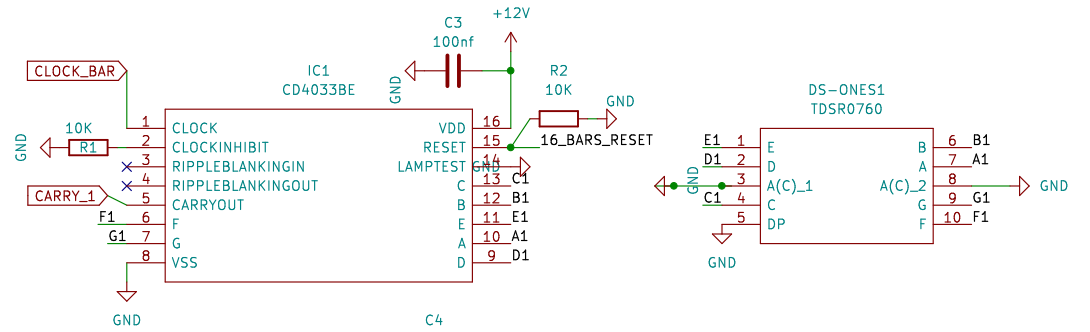 +12V
C3
100nf
GND
CLOCK_BAR
IC1
CD4033BE
R2
10K
GND
DS-ONES1
TDSR0760
GND
10K
R1
1 CLOCK
2 CLOCKINHIBIT
3 RIPPLEBLANKINGIN
4 RIPPLEBLANKINGOUT
5 CARRYOUT
6 F
7 G
8 VSS
CARRY_1
F1
G1
GND
VDD 16
RESET 15
LAMPTEST 14
C 13
B 12
E 11
A 10
D 9
16_BARS_RESET
GND
C1
B1
E1
A1
D1
C4
E1
D1
GND
C1
1 E
2 D
3 A(C)_1
4 C
5 DP
GND
B 6
A 7
A(C)_2 8
G 9
F 10
B1
A1
GND
G1
F1